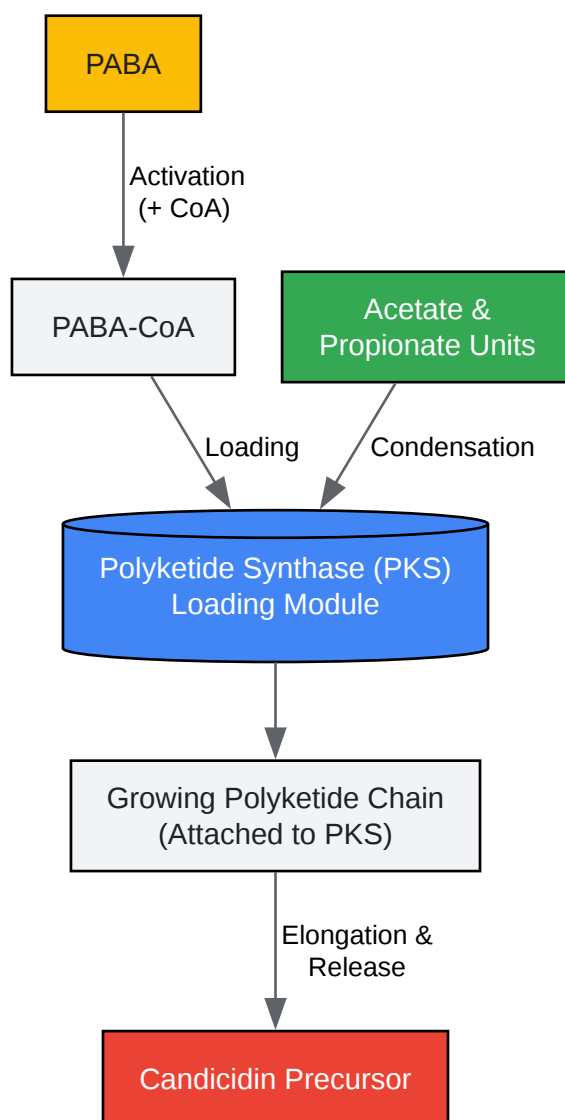 PABA
Activation
(+ CoA)
PABA-CoA
Acetate &
Propionate Units
Loading
Condensation
Polyketide Synthase (PKS)
Loading Module
Growing Polyketide Chain
(Attached to PKS)
Elongation &
Release
Candicidin Precursor